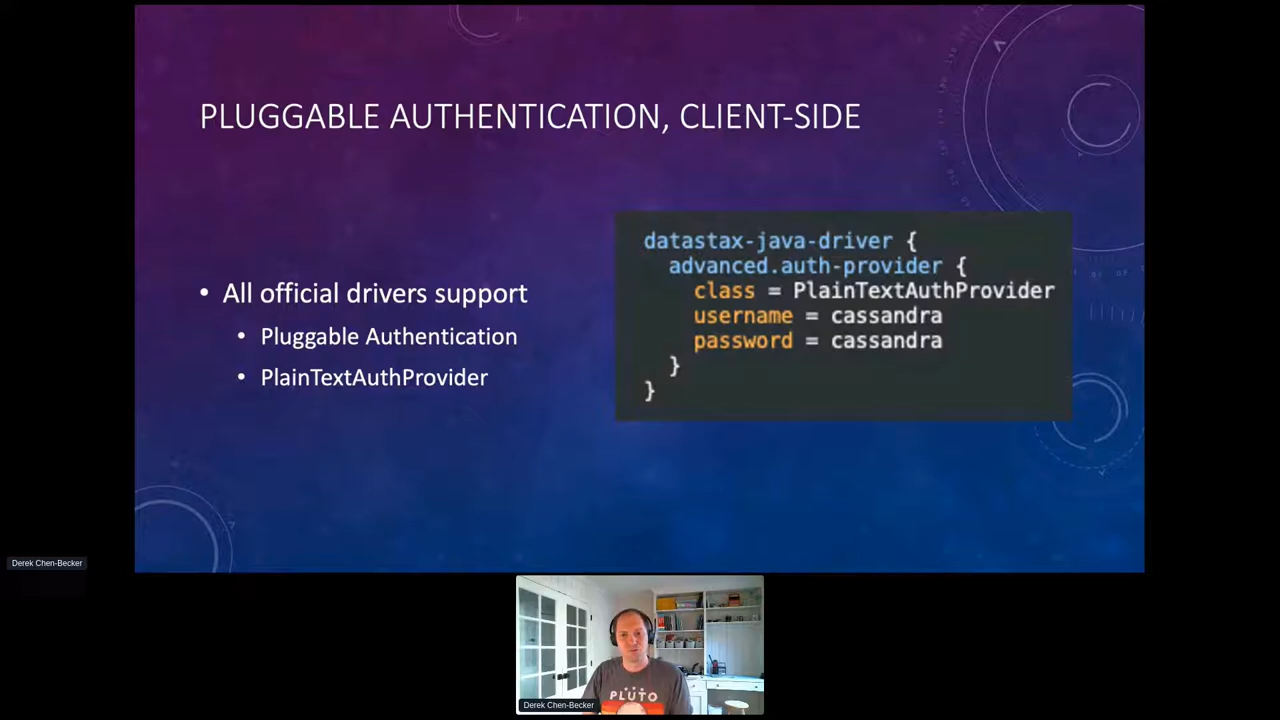 PLUGGABLE AUTHENTICATION, CLIENT-SIDE
• All official drivers support
• Pluggable Authentication
• PlainTextAuthProvider
datastax-java-driver {
advanced.auth-provider {
class = PlainTextAuthProvider
username = cassandra
password = cassandra
}
}
Derek Chen-Becker
PLUTO
Derek Chen-Becker